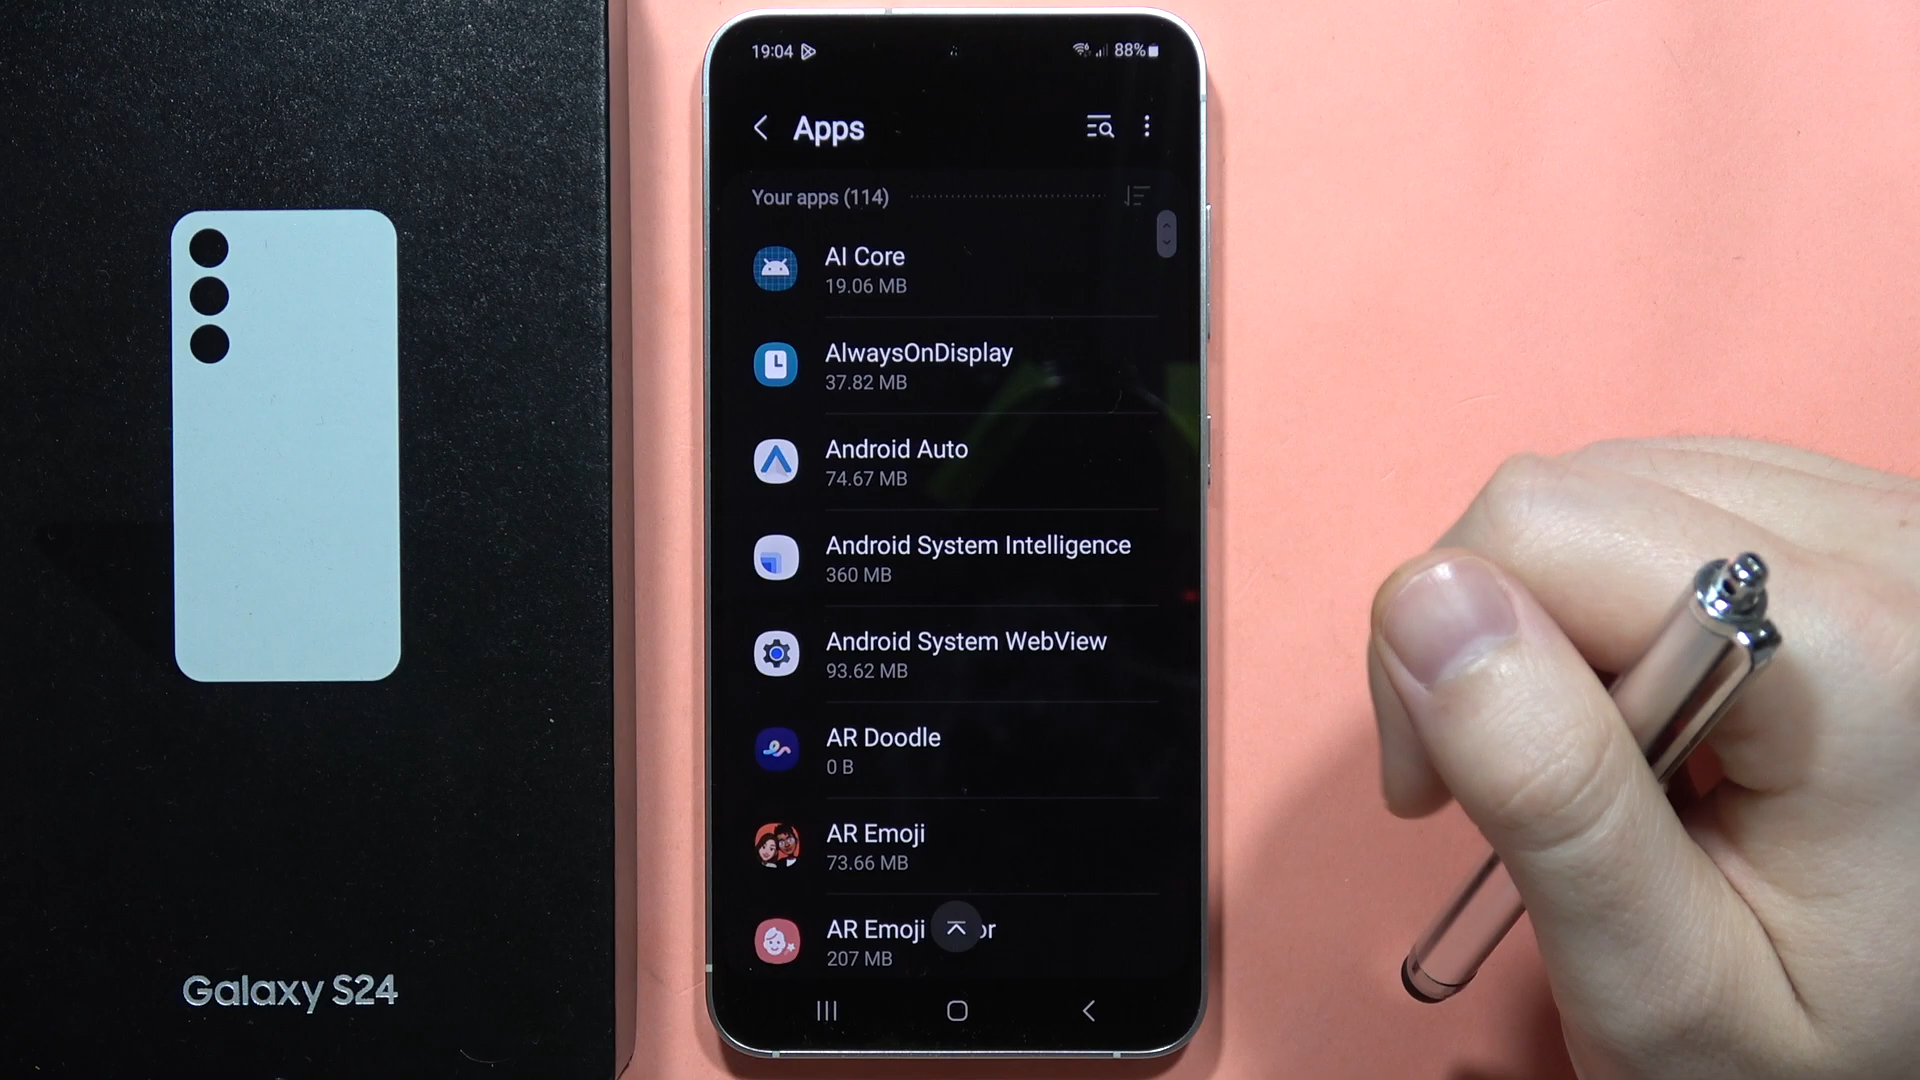 19:04
88%
Apps
Your apps (114)
AI Core
19.06 MB
AlwaysOnDisplay
37.82 MB
Android Auto
74.67 MB
Android System Intelligence
360 MB
Android System WebView
93.62 MB
AR Doodle
0 B
AR Emoji
73.66 MB
AR Emoji
207 MB
Galaxy S24